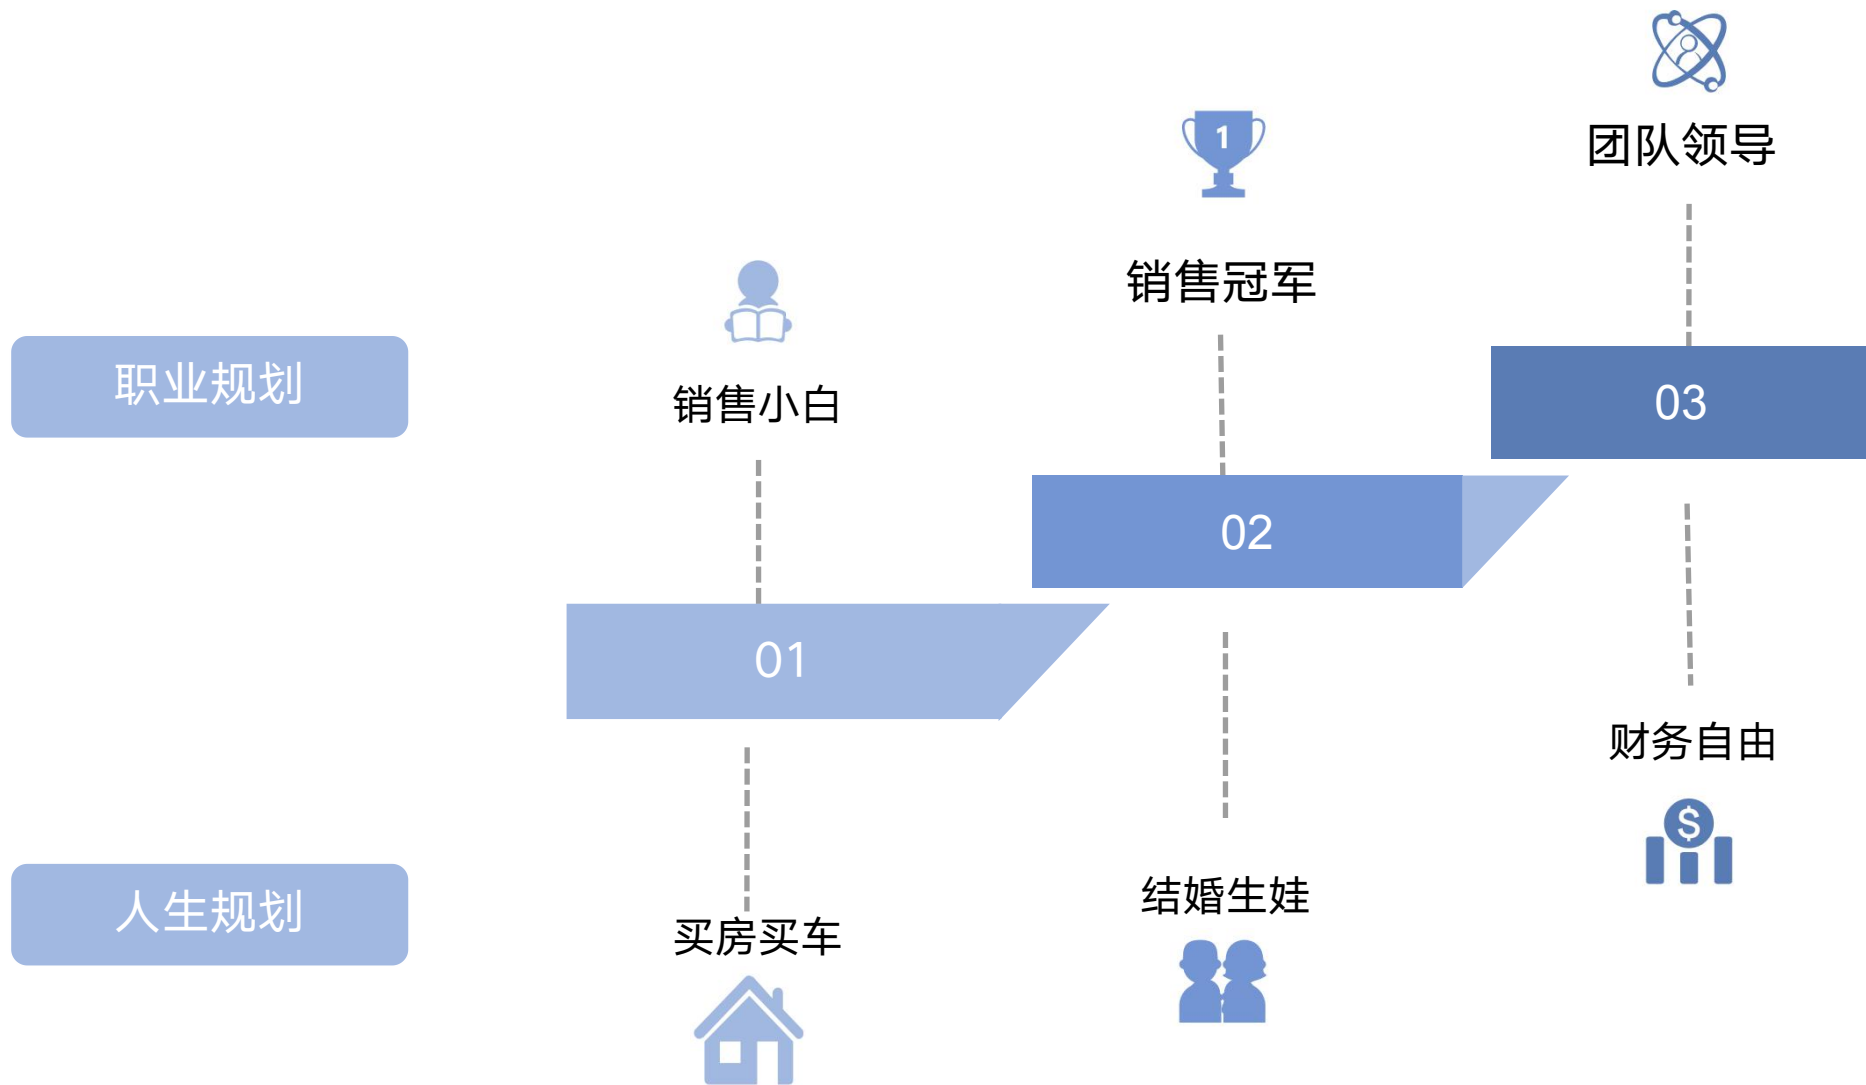 团队领导
1
销售冠军
职业规划
销售小白
03
02
01
财务自由
$
人生规划
结婚生娃
买房买车